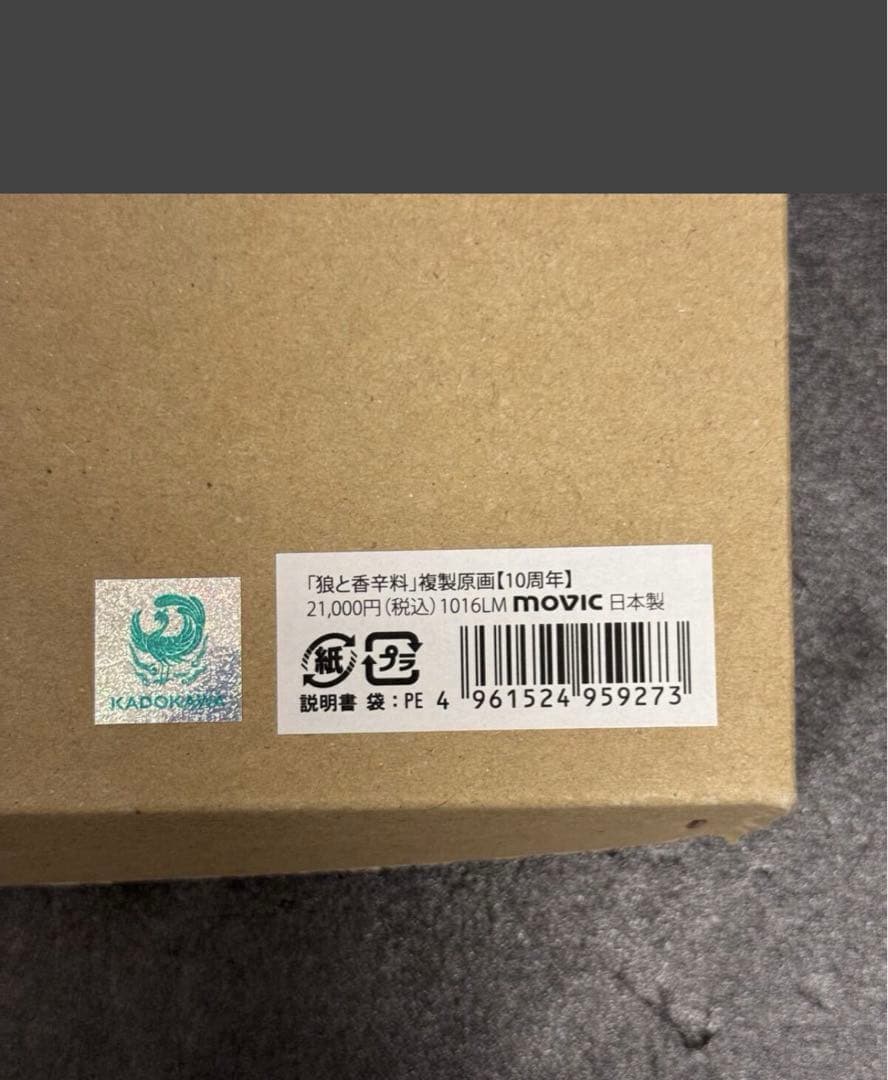 「狼と香辛料」複製原画【10周年】
21,000円(税込)1016LM movic 日本製
紙 プラ
説明書 袋:PE 4 961524 959273
KADOKAWA